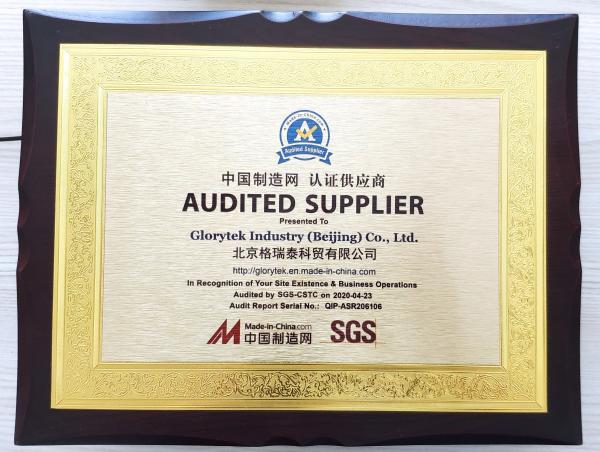 Made-in-China.com
Audited Supplier
中国制造网 认证供应商
AUDITED SUPPLIER
Presented To
Glorytek Industry (Beijing) Co., Ltd.
北京格瑞泰科贸有限公司
http://glorytek.en.made-in-china.com
In Recognition of Your Site Existence & Business Operations
Audited by SGS-CSTC on 2020-04-23
Audit Report Serial No.: QIP-ASR206106
Made-in-China.com
中国制造网
SGS